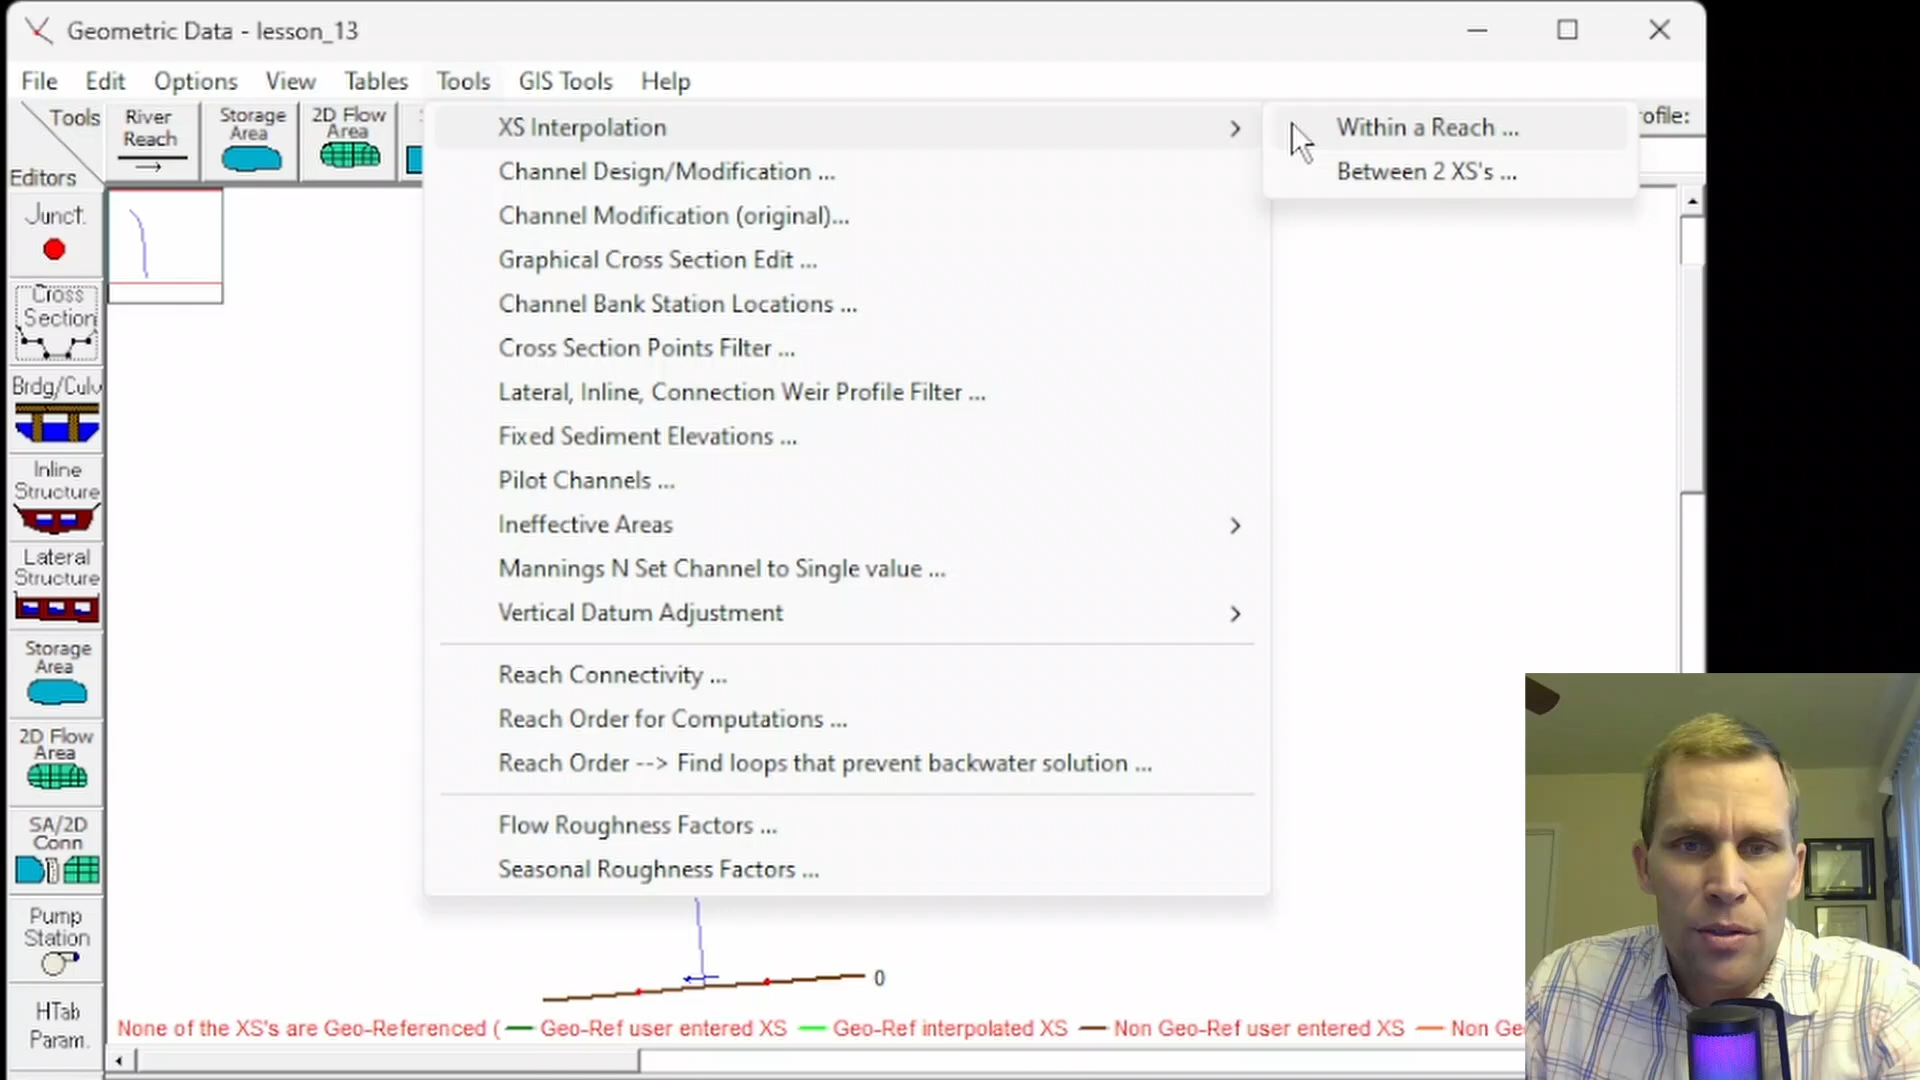 Geometric Data - lesson_13
File Edit Options View Tables Tools GIS Tools Help
Tools
Editors
River Reach
Storage Area
2D Flow Area
ofile:
XS Interpolation
Channel Design/Modification ...
Channel Modification (original)...
Graphical Cross Section Edit ...
Channel Bank Station Locations ...
Cross Section Points Filter ...
Lateral, Inline, Connection Weir Profile Filter ...
Fixed Sediment Elevations ...
Pilot Channels ...
Ineffective Areas
Mannings N Set Channel to Single value ...
Vertical Datum Adjustment
Reach Connectivity ...
Reach Order for Computations ...
Reach Order --> Find loops that prevent backwater solution ...
Flow Roughness Factors ...
Seasonal Roughness Factors ...
Within a Reach ...
Between 2 XS's ...
Junct.
Cross
Section
Brdg/Culv
Inline
Structure
Lateral
Structure
Storage
Area
2D Flow
Area
SA/2D
Conn
Pump
Station
HTab
Param.
0
None of the XS's are Geo-Referenced ( Geo-Ref user entered XS Geo-Ref interpolated XS Non Geo-Ref user entered XS Non Ge